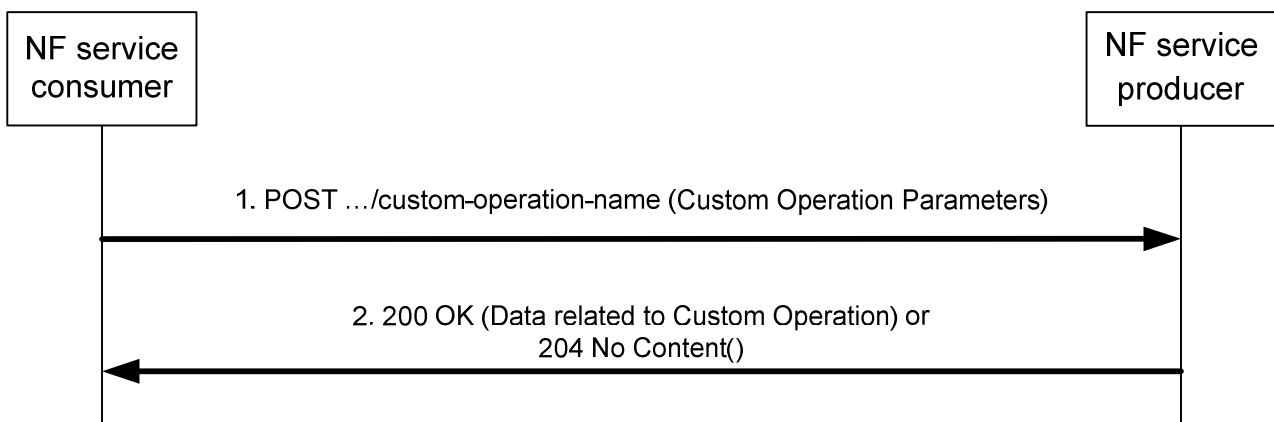 NF service
consumer
NF service
producer
1. POST …/custom-operation-name (Custom Operation Parameters)
2. 200 OK (Data related to Custom Operation) or
204 No Content()